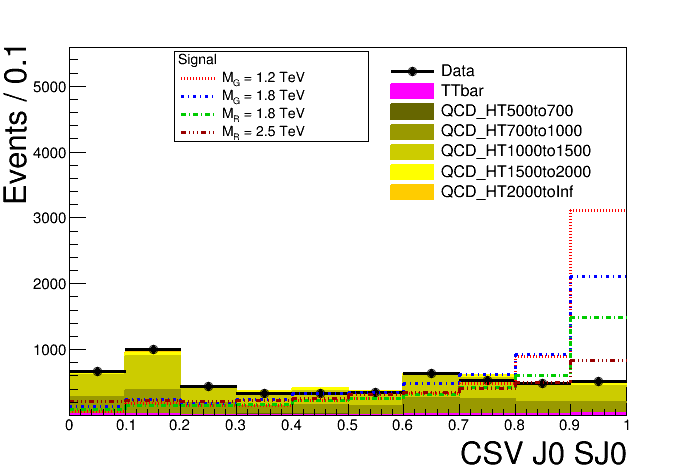 Events / 0.1
5000
4000
3000
2000
1000
Signal
M_G = 1.2 TeV
M_G = 1.8 TeV
M_R = 1.8 TeV
M_R = 2.5 TeV
Data
TTbar
QCD_HT500to700
QCD_HT700to1000
QCD_HT1000to1500
QCD_HT1500to2000
QCD_HT2000toInf
0 0.1 0.2 0.3 0.4 0.5 0.6 0.7 0.8 0.9 1
CSV J0 SJ0